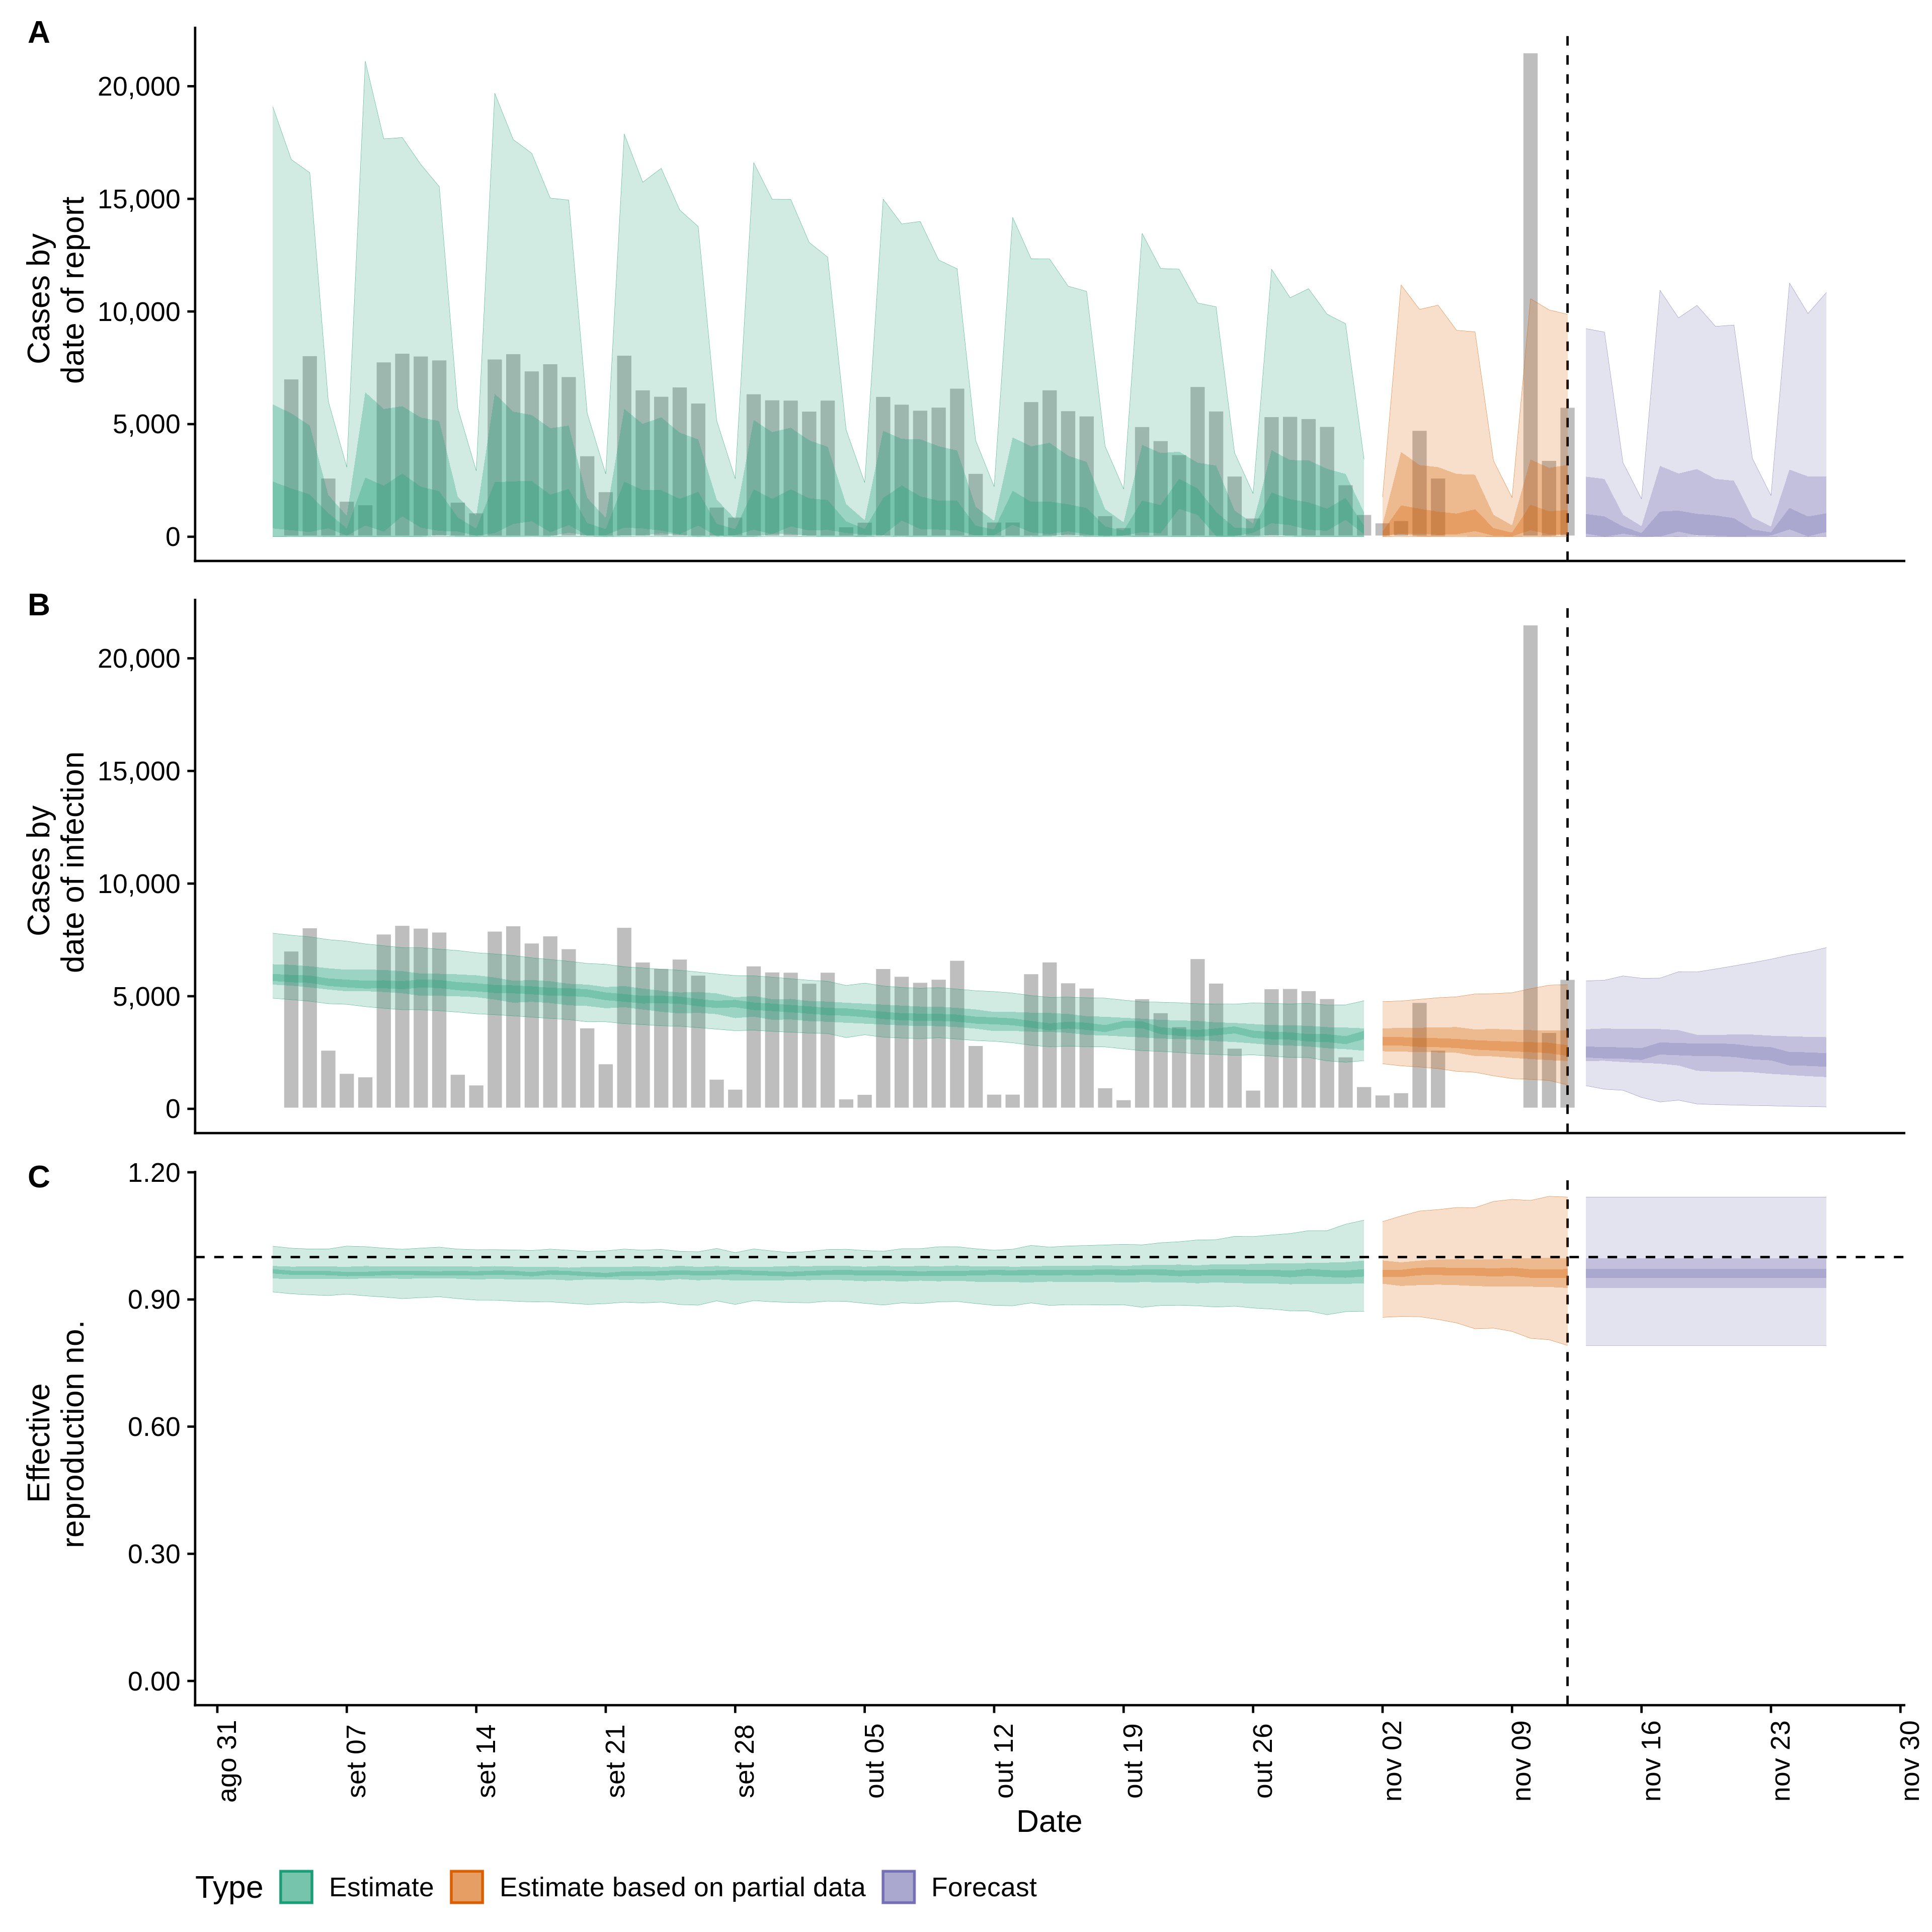 A
20,000
15,000
10,000
5,000
0
Cases by
date of report
B
20,000
15,000
10,000
5,000
0
Cases by
date of infection
C
1.20
0.90
0.60
0.30
0.00
Effective
reproduction no.
ago 31
set 07
set 14
set 21
set 28
out 05
out 12
out 19
out 26
nov 02
nov 09
nov 16
nov 23
nov 30
Date
Type Estimate Estimate based on partial data Forecast